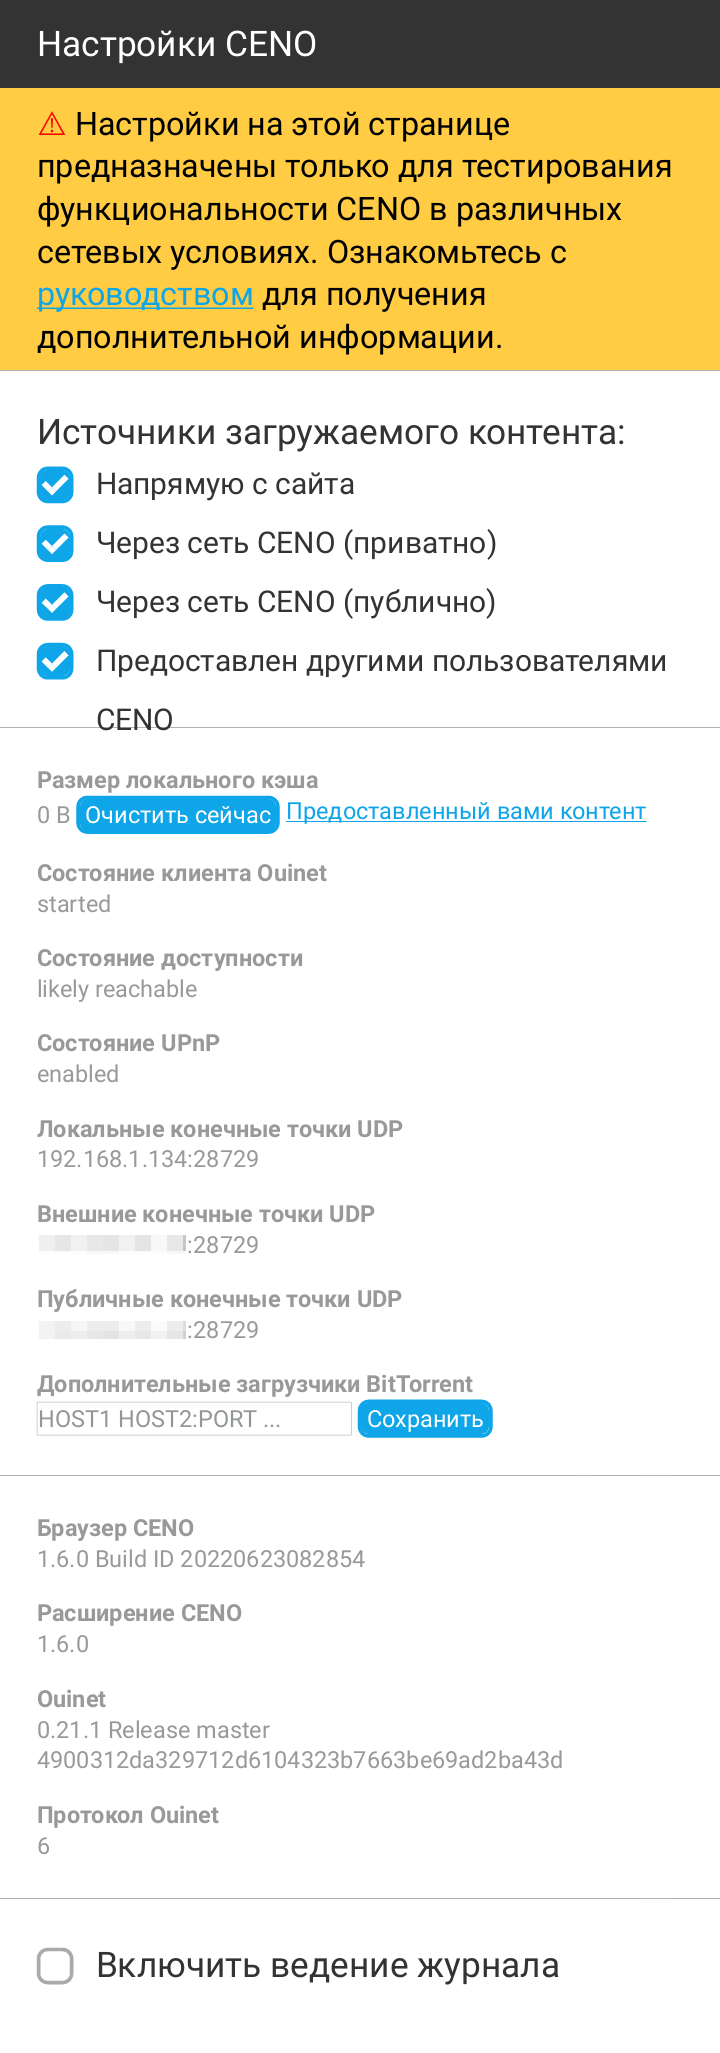 Настройки CENO
⚠ Настройки на этой странице
предназначены только для тестирования
функциональности CENO в различных
сетевых условиях. Ознакомьтесь с
руководством для получения
дополнительной информации.
Источники загружаемого контента:
Напрямую с сайта
Через сеть CENO (приватно)
Через сеть CENO (публично)
Предоставлен другими пользователями
CENO
Размер локального кэша
0 B Очистить сейчас Предоставленный вами контент
Состояние клиента Ouinet
started
Состояние доступности
likely reachable
Состояние UPnP
enabled
Локальные конечные точки UDP
192.168.1.134:28729
Внешние конечные точки UDP
:28729
Публичные конечные точки UDP
:28729
Дополнительные загрузчики BitTorrent
HOST1 HOST2:PORT ... Сохранить
Браузер CENO
1.6.0 Build ID 20220623082854
Расширение CENO
1.6.0
Ouinet
0.21.1 Release master
4900312da329712d6104323b7663be69ad2ba43d
Протокол Ouinet
6
Включить ведение журнала